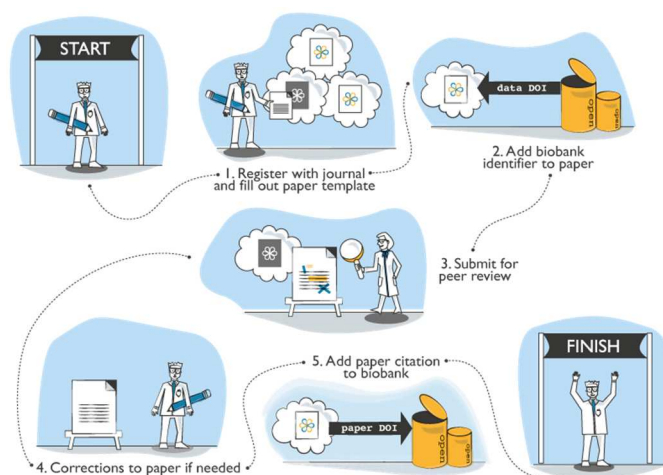 START
1. Register with journal
and fill out paper template
data DOI
open
open
2. Add biobank
identifier to paper
3. Submit for
peer review
4. Corrections to paper if needed
5. Add paper citation
to biobank
paper DOI
open
open
FINISH